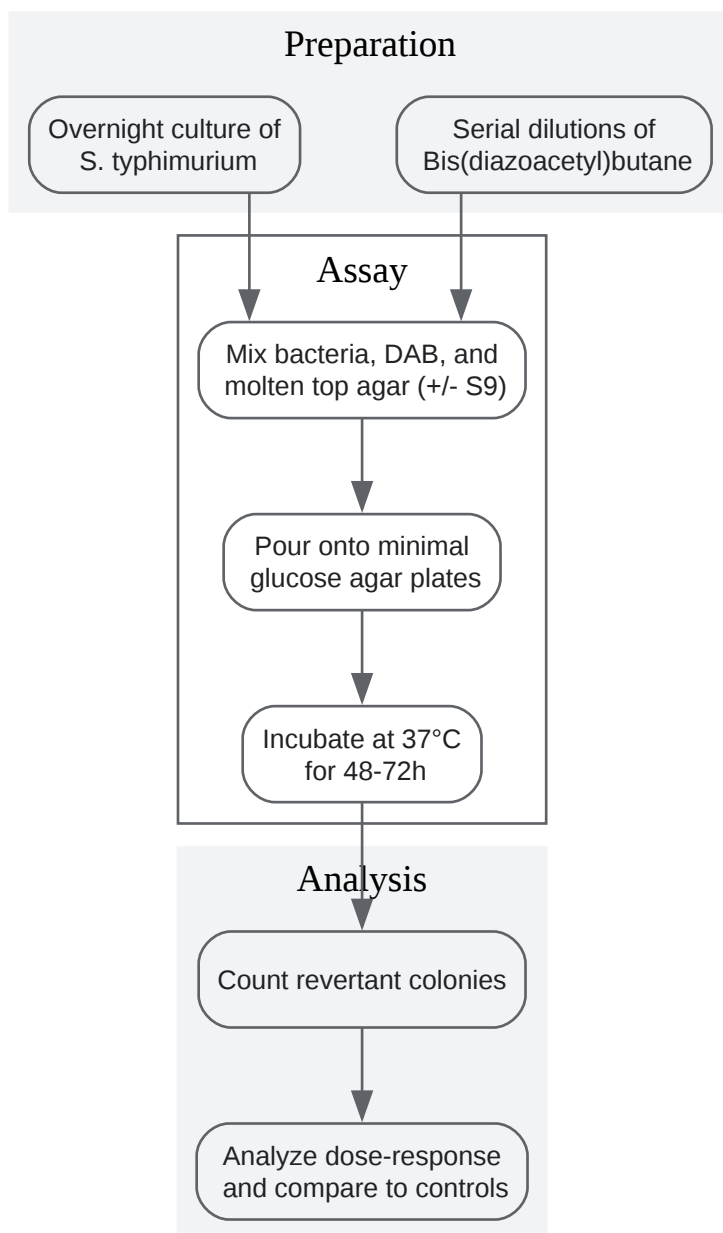 Preparation
Overnight culture of
S. typhimurium
Serial dilutions of
Bis(diazoacetyl)butane
Assay
Mix bacteria, DAB, and
molten top agar (+/- S9)
Pour onto minimal
glucose agar plates
Incubate at 37°C
for 48-72h
Analysis
Count revertant colonies
Analyze dose-response
and compare to controls